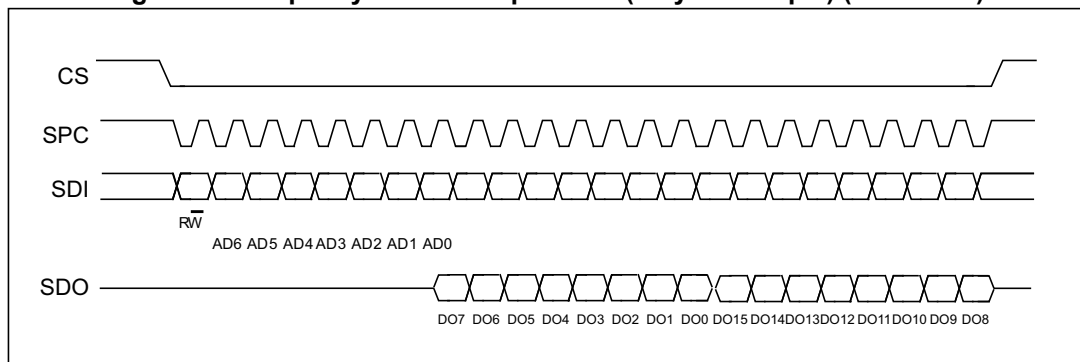 CS
SPC
SDI
RW
AD6 AD5 AD4 AD3 AD2 AD1 AD0
SDO
DO7 DO6 DO5 DO4 DO3 DO2 DO1 DO0 DO15 DO14 DO13 DO12 DO11 DO10 DO9 DO8